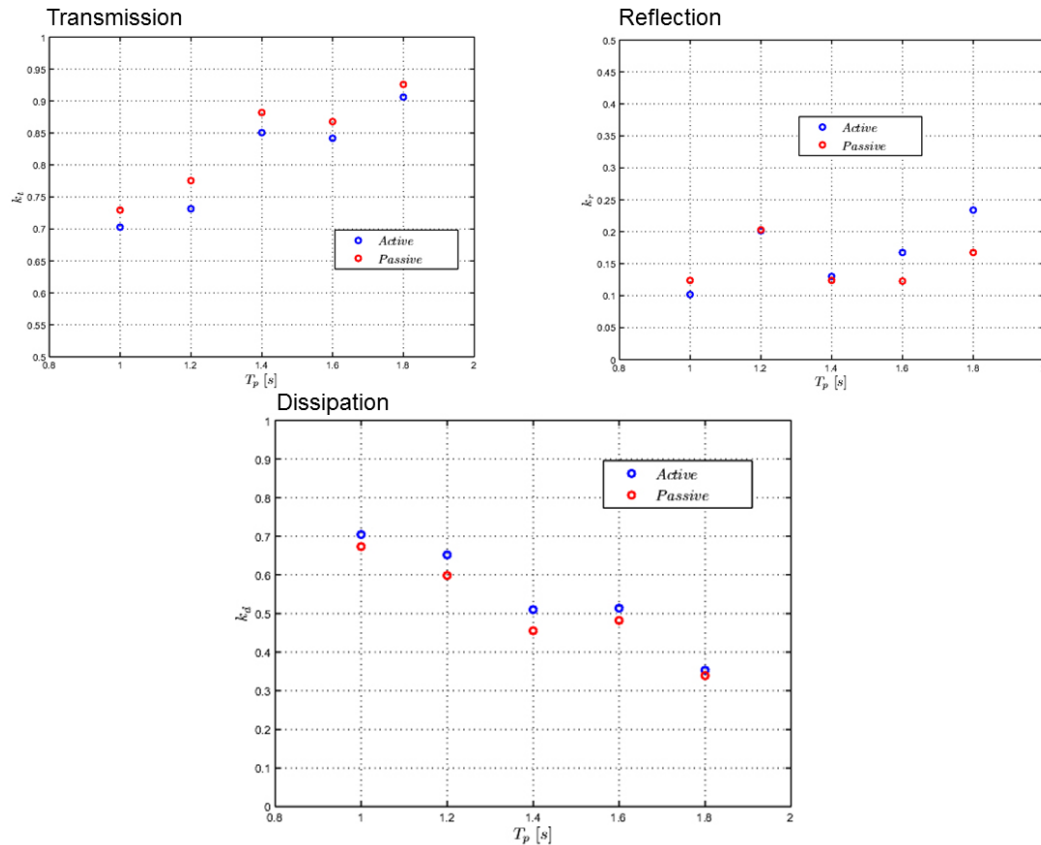 Transmission
1
0.95
0.9
0.85
0.8
0.75
0.7
0.65
0.6
0.55
0.5
k_t
Active
Passive
0.8 1 1.2 1.4 1.6 1.8 2
T_p [s]
Reflection
0.5
0.45
0.4
0.35
0.3
0.25
0.2
0.15
0.1
0.05
0
k_r
Active
Passive
0.8 1 1.2 1.4 1.6 1.8 2
T_p [s]
Dissipation
1
0.9
0.8
0.7
0.6
0.5
0.4
0.3
0.2
0.1
0
k_d
Active
Passive
0.8 1 1.2 1.4 1.6 1.8 2
T_p [s]